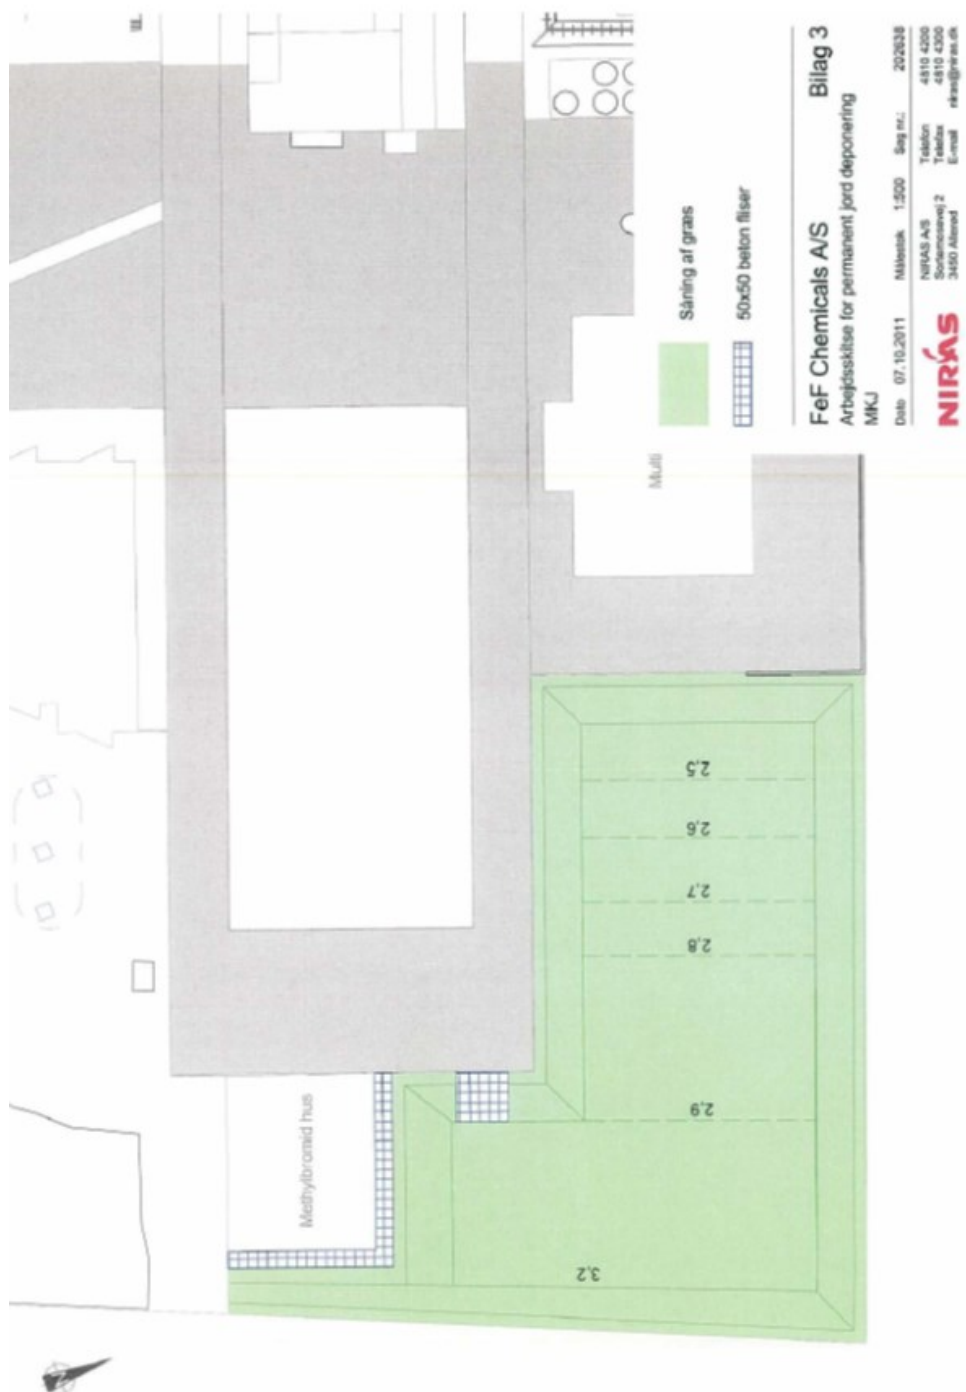 Såning af græs
50x50 beton fliser
FeF Chemicals A/S Bilag 3
Arbejdsskitse for permanent jord deponering
MKJ
Dato 07.10.2011 Målestok 1:500 Sag nr.: 202638
NIRAS A/S Telefon 4810 4200
Sortemosevej 2 Telefax 4810 4300
3450 Allerød E-mail niras@niras.dk
NIRAS
Multi
Methylbromid hus
2,5
2,6
2,7
2,8
2,9
3,2
N